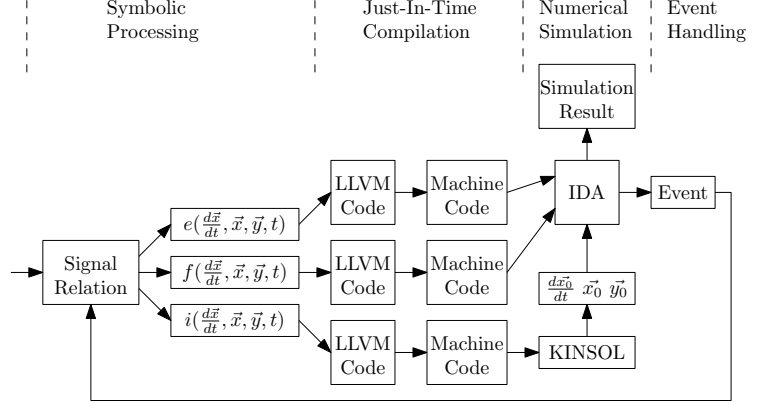 Symbolic
Processing
Just-In-Time
Compilation
Numerical
Simulation
Event
Handling
Simulation
Result
LLVM
Code
Machine
Code
IDA
Event
e(dx⃗/dt, x⃗, y⃗, t)
Signal
Relation
f(dx⃗/dt, x⃗, y⃗, t)
LLVM
Code
Machine
Code
dx⃗₀/dt x⃗₀ y⃗₀
i(dx⃗/dt, x⃗, y⃗, t)
LLVM
Code
Machine
Code
KINSOL